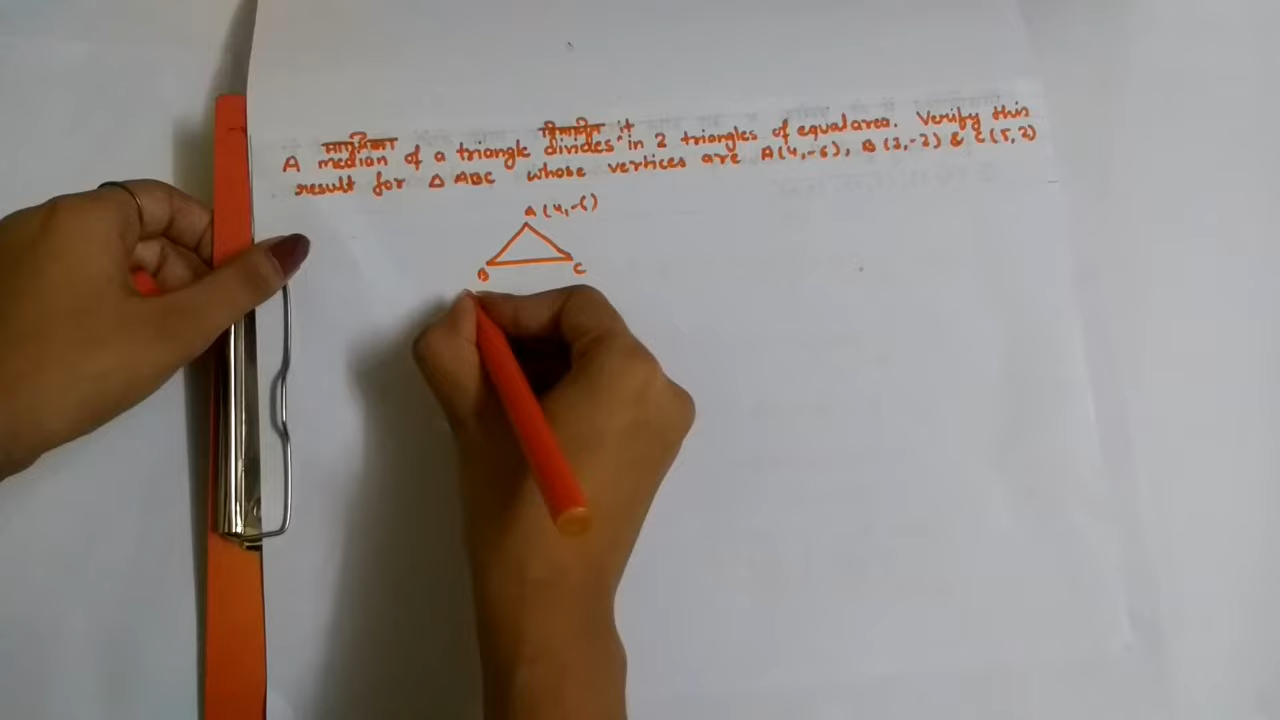 माध्यिका विभाजित it
A median of a triangle divides ^ in 2 triangles of equal area. Verify this
result for △ ABC whose vertices are A(4,-6), B(3,-2) & C(5,2)
A (4,-6)
B C